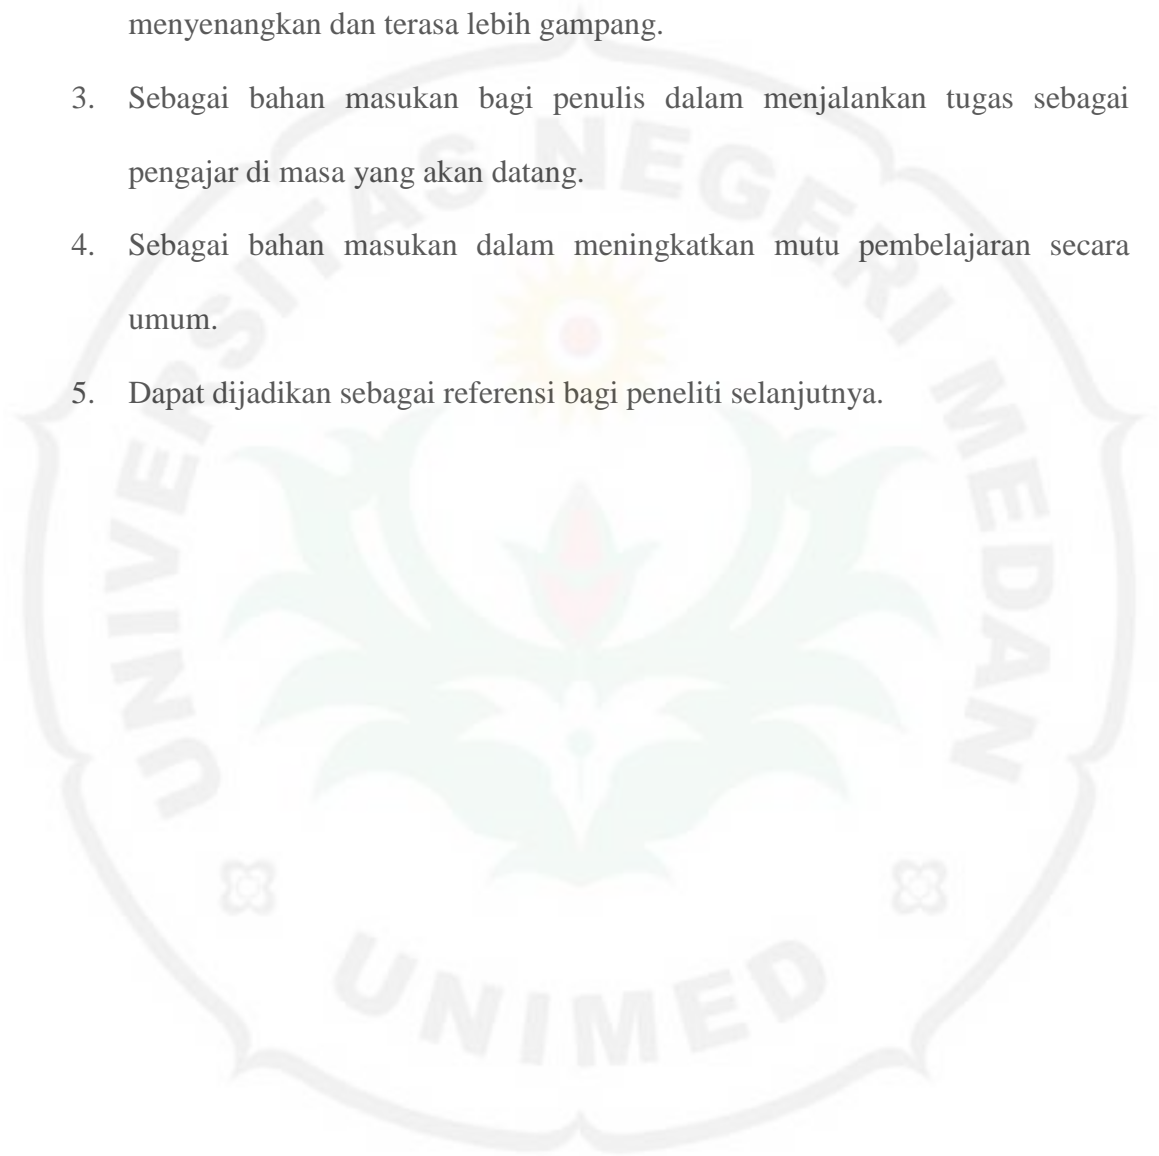 menyenangkan dan terasa lebih gampang.
3. Sebagai bahan masukan bagi penulis dalam menjalankan tugas sebagai
pengajar di masa yang akan datang.
4. Sebagai bahan masukan dalam meningkatkan mutu pembelajaran secara
umum.
5. Dapat dijadikan sebagai referensi bagi peneliti selanjutnya.
UNIVERSITAS NEGERI MEDAN
UNIMED